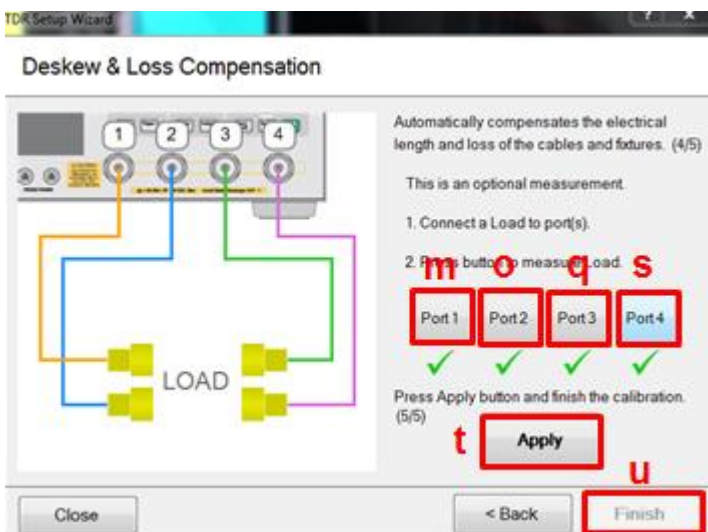 TDR Setup Wizard
? x
Deskew & Loss Compensation
1 2 3 4
Automatically compensates the electrical
length and loss of the cables and fixtures. (4/5)
This is an optional measurement.
1. Connect a Load to port(s).
2. Press button to measure Load.
m o q s
Port 1 Port 2 Port 3 Port 4
LOAD
Press Apply button and finish the calibration.
(5/5)
t
Apply
u
Close
< Back
Finish